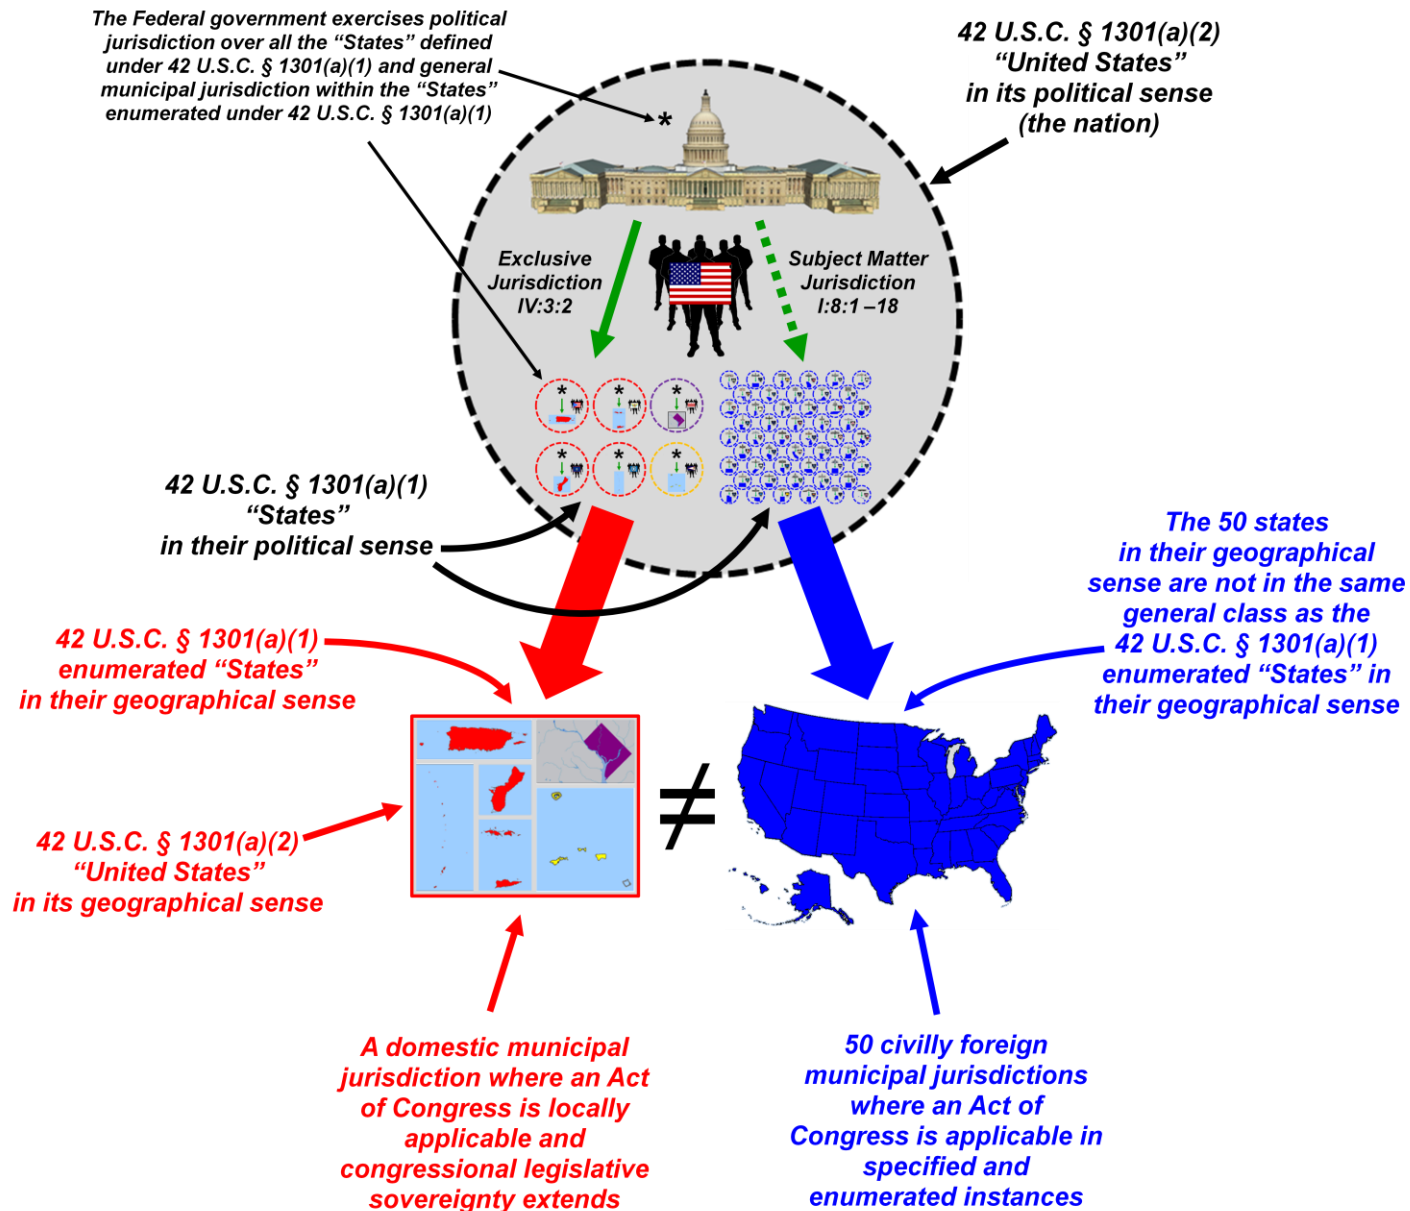 The Federal government exercises political
jurisdiction over all the “States” defined
under 42 U.S.C. § 1301(a)(1) and general
municipal jurisdiction within the “States”
enumerated under 42 U.S.C. § 1301(a)(1)
42 U.S.C. § 1301(a)(2)
“United States”
in its political sense
(the nation)
*
Exclusive
Jurisdiction
IV:3:2
Subject Matter
Jurisdiction
I:8:1 –18
* * *
* * *
42 U.S.C. § 1301(a)(1)
“States”
in their political sense
The 50 states
in their geographical
sense are not in the same
general class as the
42 U.S.C. § 1301(a)(1)
enumerated “States” in
their geographical sense
42 U.S.C. § 1301(a)(1)
enumerated “States”
in their geographical sense
≠
42 U.S.C. § 1301(a)(2)
“United States”
in its geographical sense
A domestic municipal
jurisdiction where an Act
of Congress is locally
applicable and
congressional legislative
sovereignty extends
50 civilly foreign
municipal jurisdictions
where an Act of
Congress is applicable in
specified and
enumerated instances